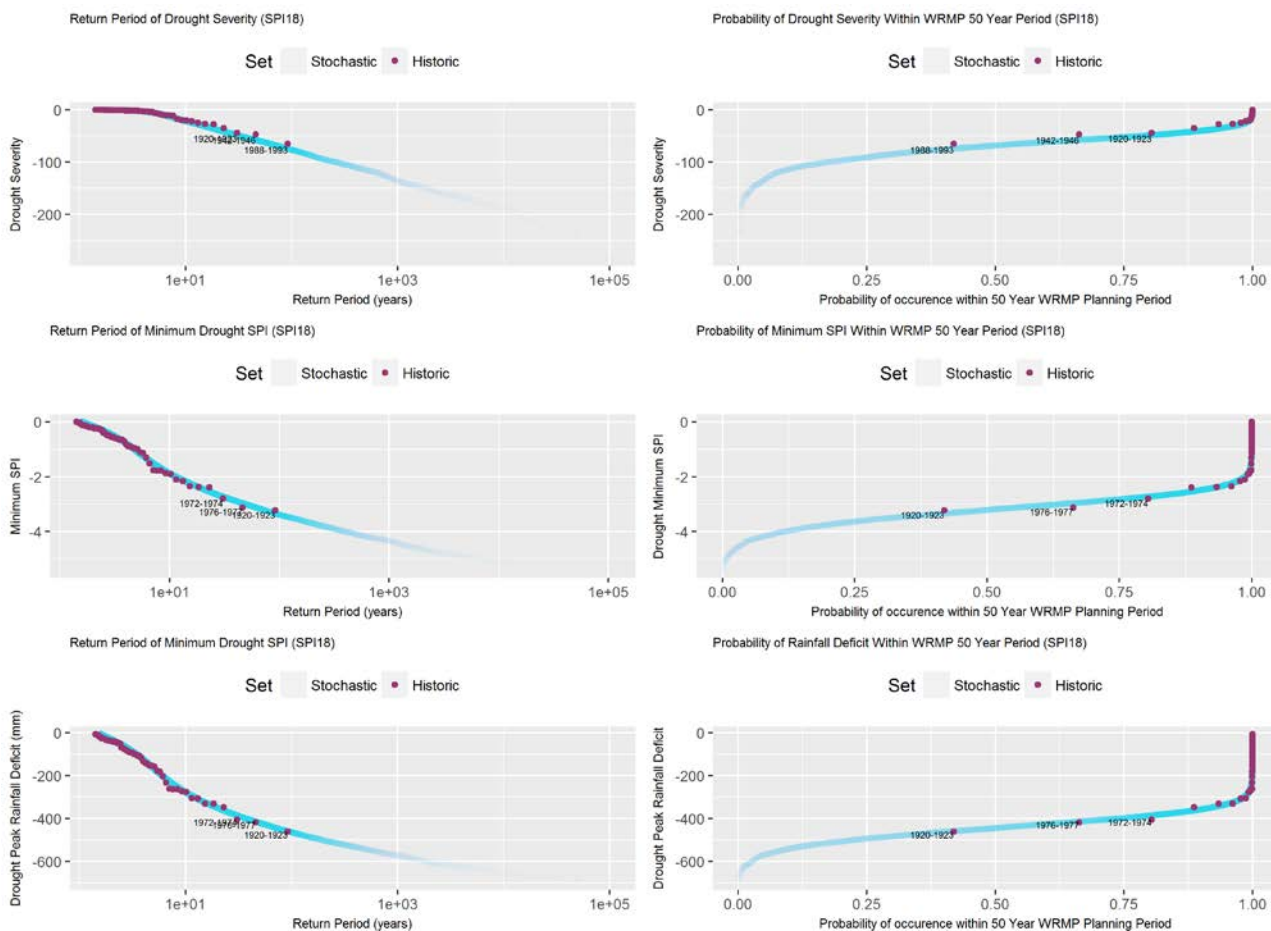 Return Period of Drought Severity (SPI18)
Set Stochastic Historic
Drought Severity
0
-100
-200
1920-1923
1942-1946
1988-1993
1e+01 1e+03 1e+05
Return Period (years)
Probability of Drought Severity Within WRMP 50 Year Period (SPI18)
Set Stochastic Historic
Drought Severity
0
-100
-200
1988-1993
1942-1946
1920-1923
0.00 0.25 0.50 0.75 1.00
Probability of occurence within 50 Year WRMP Planning Period
Return Period of Minimum Drought SPI (SPI18)
Set Stochastic Historic
Minimum SPI
0
-2
-4
1972-1974
1976-1977
1920-1923
1e+01 1e+03 1e+05
Return Period (years)
Probability of Minimum SPI Within WRMP 50 Year Period (SPI18)
Set Stochastic Historic
Drought Minimum SPI
0
-2
-4
1920-1923
1976-1977
1972-1974
0.00 0.25 0.50 0.75 1.00
Probability of occurence within 50 Year WRMP Planning Period
Return Period of Minimum Drought SPI (SPI18)
Set Stochastic Historic
Drought Peak Rainfall Deficit (mm)
0
-200
-400
-600
1972-1974
1976-1977
1920-1923
1e+01 1e+03 1e+05
Return Period (years)
Probability of Rainfall Deficit Within WRMP 50 Year Period (SPI18)
Set Stochastic Historic
Drought Peak Rainfall Deficit
0
-200
-400
-600
1920-1923
1976-1977
1972-1974
0.00 0.25 0.50 0.75 1.00
Probability of occurence within 50 Year WRMP Planning Period